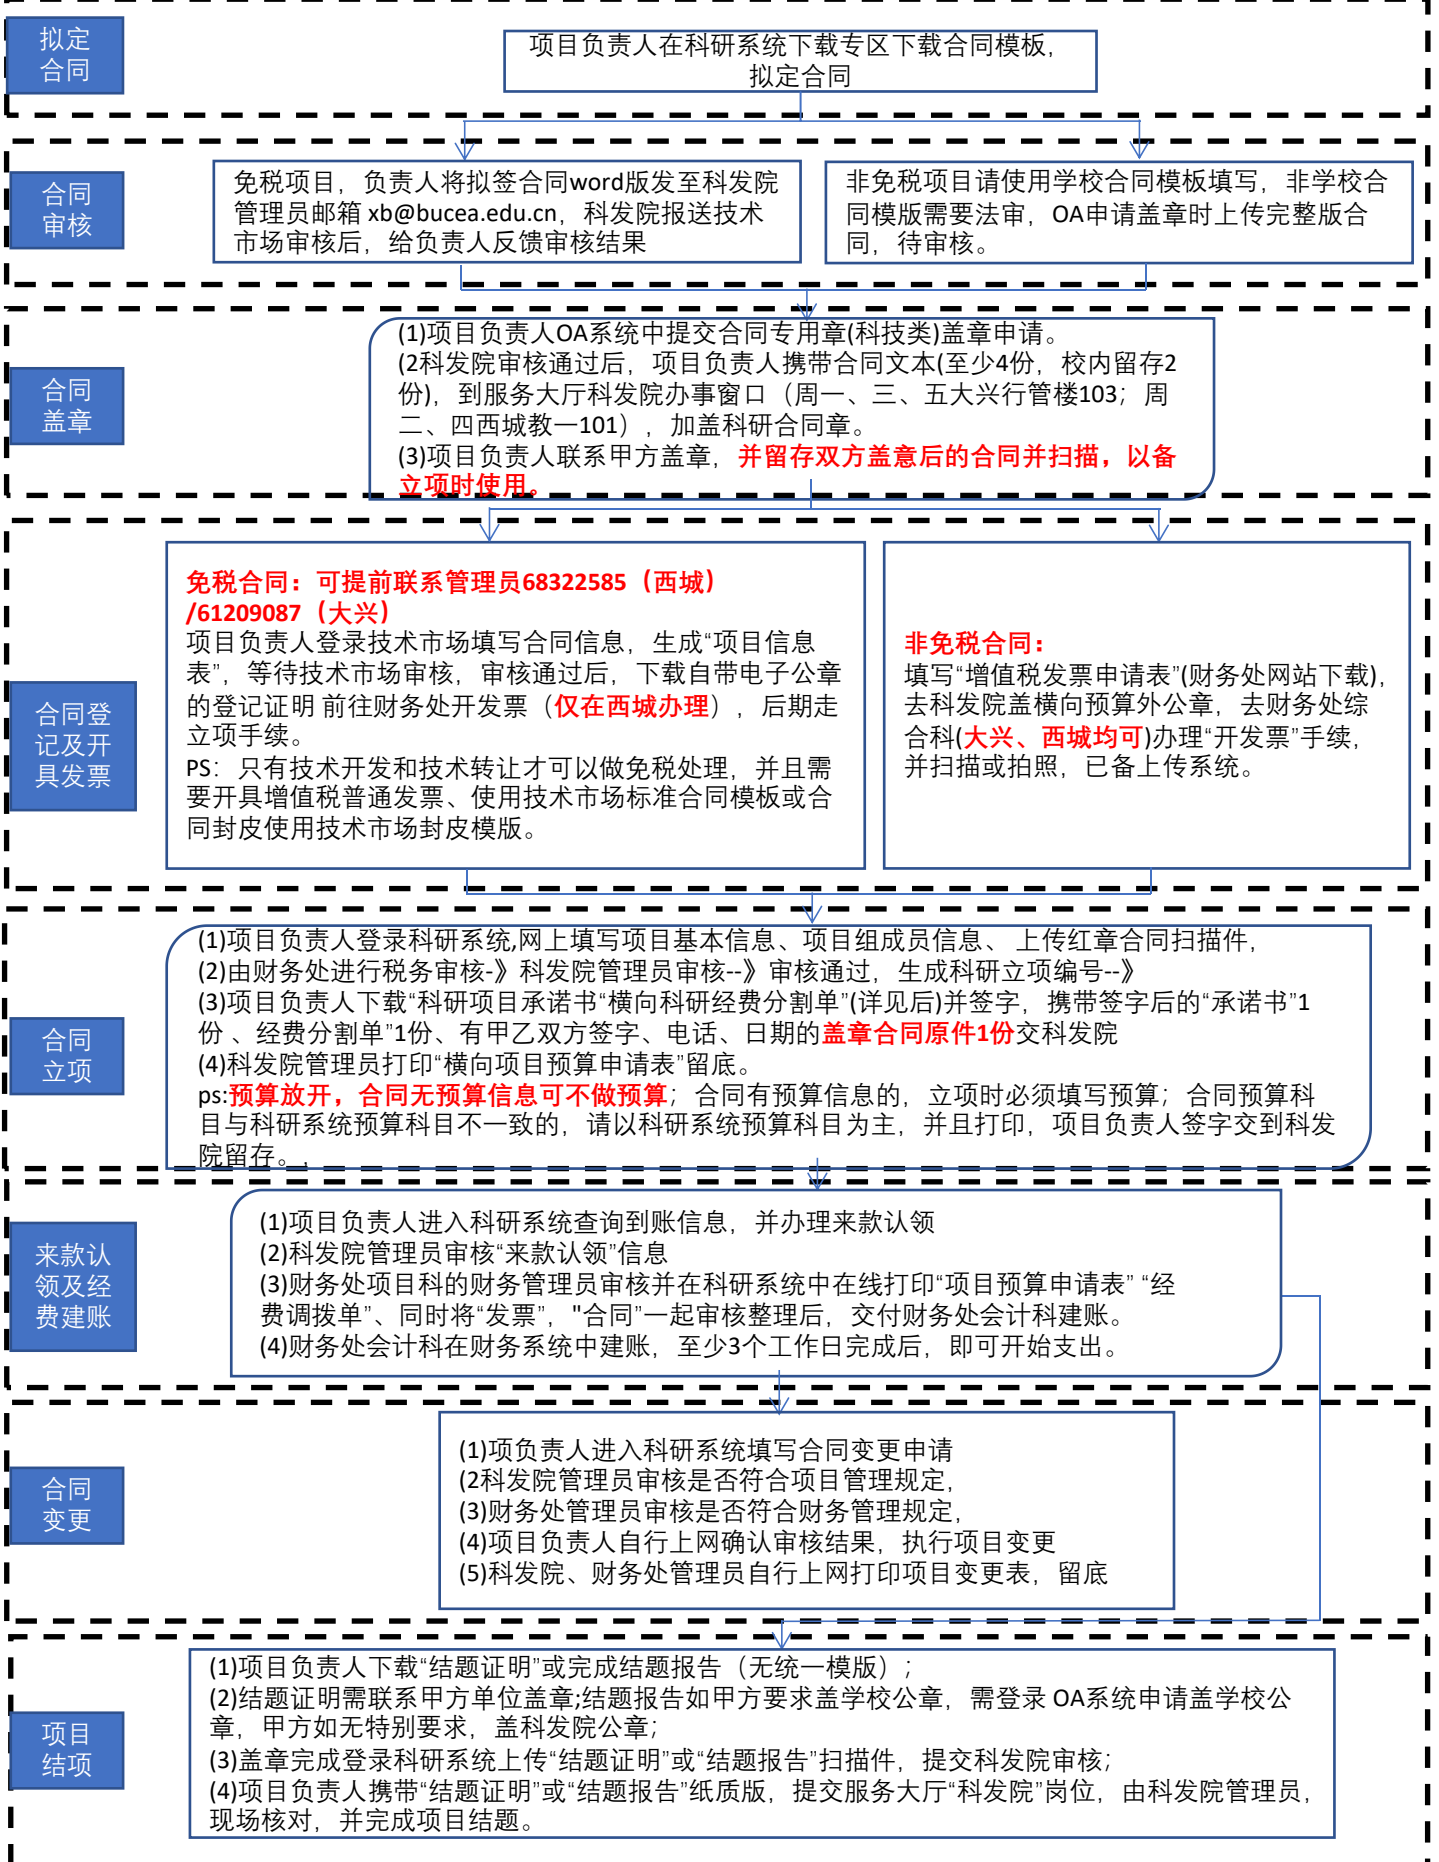 拟定
合同
项目负责人在科研系统下载专区下载合同模板，
拟定合同
合同
审核
免税项目，负责人将拟签合同word版发至科发院
管理员邮箱 xb@bucea.edu.cn，科发院报送技术
市场审核后，给负责人反馈审核结果
非免税项目请使用学校合同模板填写，非学校合
同模版需要法审，OA申请盖章时上传完整版合
同，待审核。
合同
盖章
(1)项目负责人OA系统中提交合同专用章(科技类)盖章申请。
(2科发院审核通过后，项目负责人携带合同文本(至少4份，校内留存2
份)，到服务大厅科发院办事窗口（周一、三、五大兴行管楼103；周
二、四西城教一101），加盖科研合同章。
(3)项目负责人联系甲方盖章，并留存双方盖意后的合同并扫描，以备
立项时使用。
合同登
记及开
具发票
免税合同：可提前联系管理员68322585（西城）
/61209087（大兴）
项目负责人登录技术市场填写合同信息，生成“项目信息
表”，等待技术市场审核，审核通过后，下载自带电子公章
的登记证明 前往财务处开发票（仅在西城办理），后期走
立项手续。
PS：只有技术开发和技术转让才可以做免税处理，并且需
要开具增值税普通发票、使用技术市场标准合同模板或合
同封皮使用技术市场封皮模版。
非免税合同：
填写“增值税发票申请表”(财务处网站下载)，
去科发院盖横向预算外公章，去财务处综
合科(大兴、西城均可)办理“开发票”手续，
并扫描或拍照，已备上传系统。
合同
立项
(1)项目负责人登录科研系统,网上填写项目基本信息、项目组成员信息、 上传红章合同扫描件，
(2)由财务处进行税务审核-》科发院管理员审核--》审核通过，生成科研立项编号--》
(3)项目负责人下载“科研项目承诺书“横向科研经费分割单”(详见后)并签字，携带签字后的“承诺书”1
份 、经费分割单”1份、有甲乙双方签字、电话、日期的盖章合同原件1份交科发院
(4)科发院管理员打印“横向项目预算申请表”留底。
ps:预算放开，合同无预算信息可不做预算；合同有预算信息的，立项时必须填写预算；合同预算科
目与科研系统预算科目不一致的，请以科研系统预算科目为主，并且打印，项目负责人签字交到科发
院留存。,
来款认
领及经
费建账
(1)项目负责人进入科研系统查询到账信息，并办理来款认领
(2)科发院管理员审核“来款认领”信息
(3)财务处项目科的财务管理员审核并在科研系统中在线打印“项目预算申请表” “经
费调拨单”、同时将“发票”，"合同”一起审核整理后，交付财务处会计科建账。
(4)财务处会计科在财务系统中建账，至少3个工作日完成后，即可开始支出。
合同
变更
(1)项负责人进入科研系统填写合同变更申请
(2科发院管理员审核是否符合项目管理规定，
(3)财务处管理员审核是否符合财务管理规定，
(4)项目负责人自行上网确认审核结果，执行项目变更
(5)科发院、财务处管理员自行上网打印项目变更表，留底
项目
结项
(1)项目负责人下载“结题证明”或完成结题报告（无统一模版）；
(2)结题证明需联系甲方单位盖章;结题报告如甲方要求盖学校公章，需登录 OA系统申请盖学校公
章，甲方如无特别要求，盖科发院公章；
(3)盖章完成登录科研系统上传“结题证明”或“结题报告”扫描件，提交科发院审核；
(4)项目负责人携带“结题证明”或“结题报告”纸质版，提交服务大厅“科发院”岗位，由科发院管理员，
现场核对，并完成项目结题。